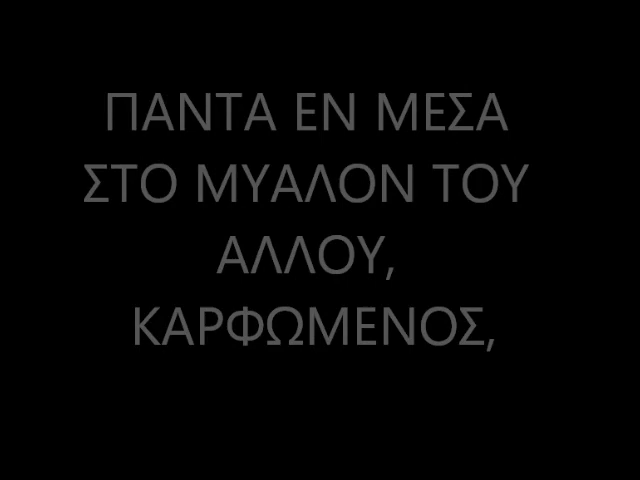 ΠΑΝΤΑ ΕΝ ΜΕΣΑ
ΣΤΟ ΜΥΑΛΟΝ ΤΟΥ
ΑΛΛΟΥ,
ΚΑΡΦΩΜΕΝΟΣ,